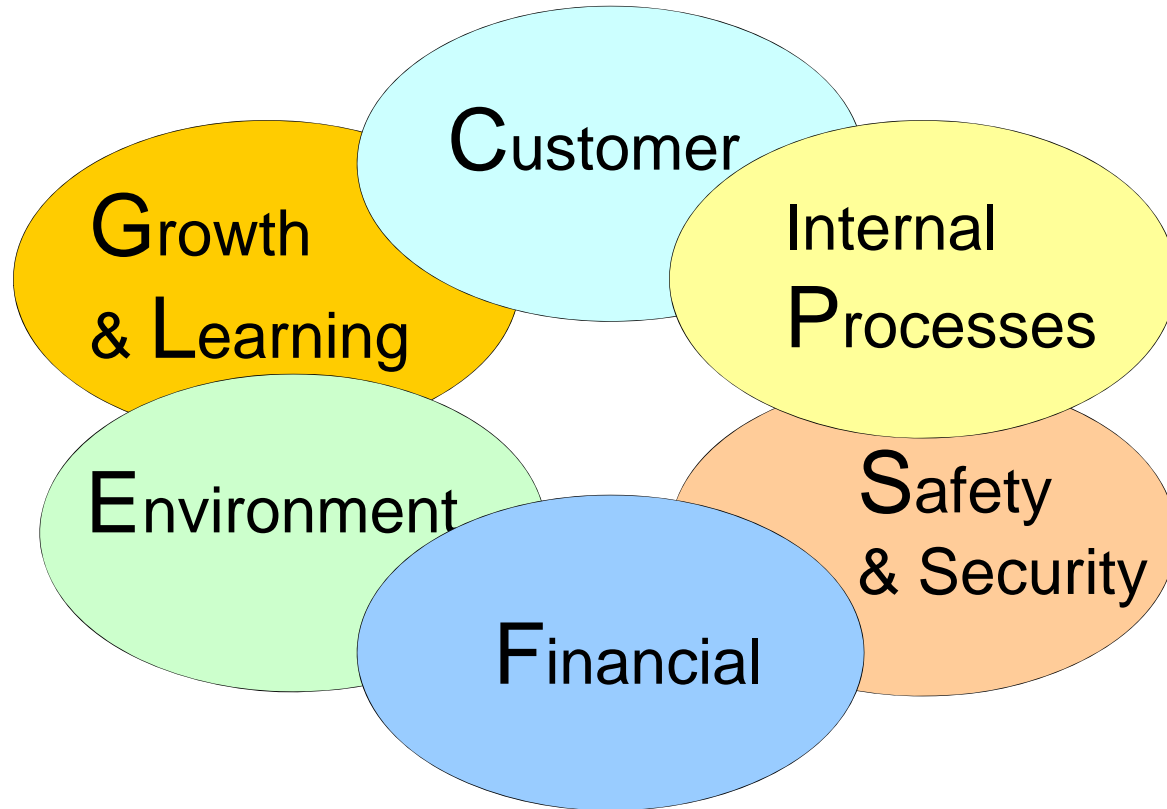 Customer
Growth
& Learning
Internal
Processes
Environment
Safety
& Security
Financial